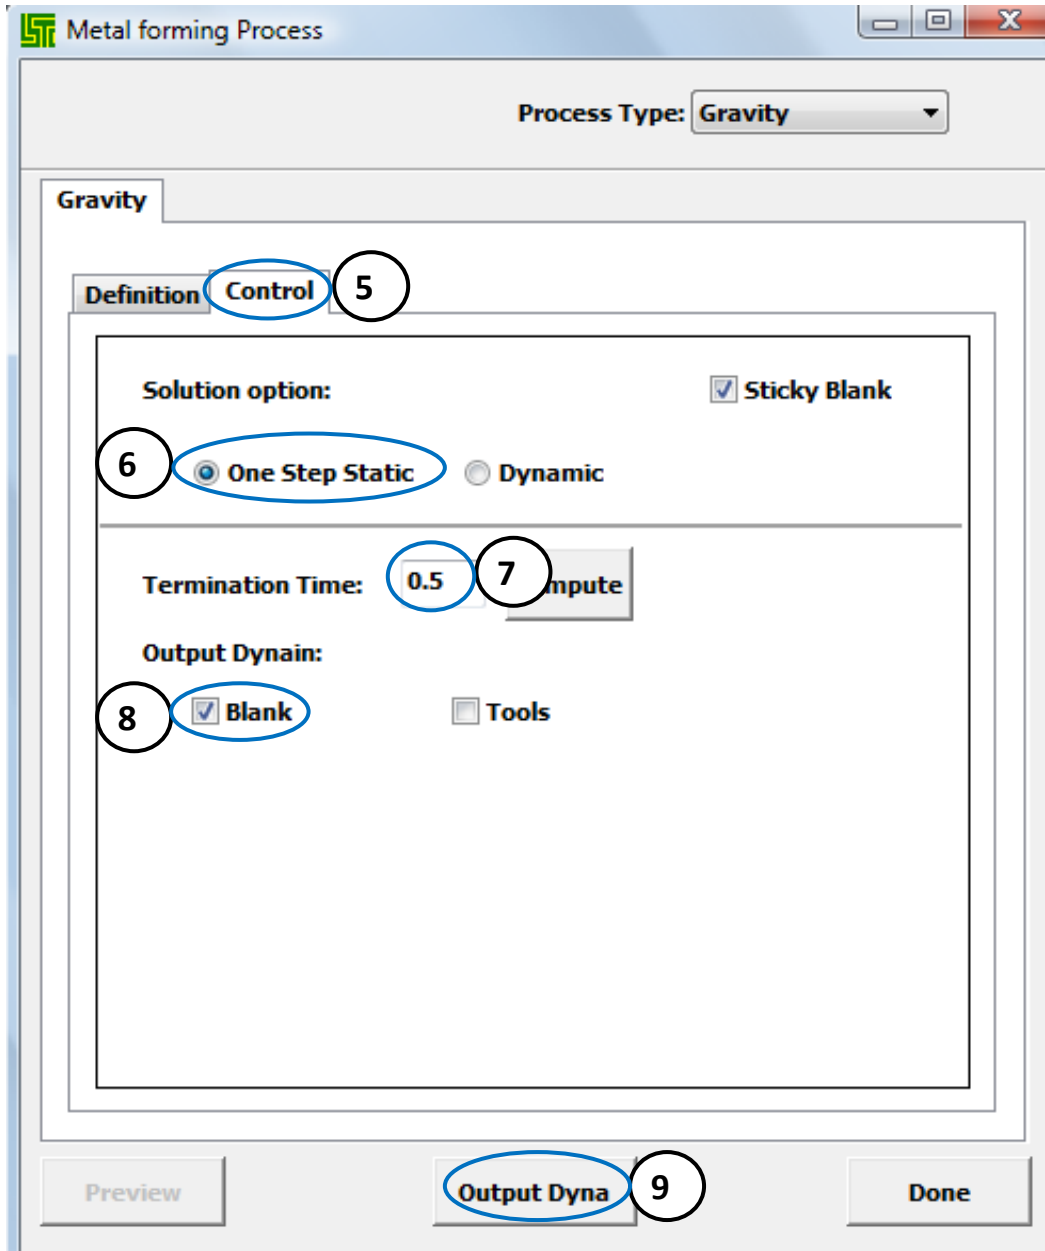 Metal forming Process
Process Type: Gravity
Gravity
Definition Control 5
Solution option: Sticky Blank
6 One Step Static Dynamic
Termination Time: 0.5 7 mpute
Output Dynain:
8 Blank Tools
Preview Output Dyna 9 Done